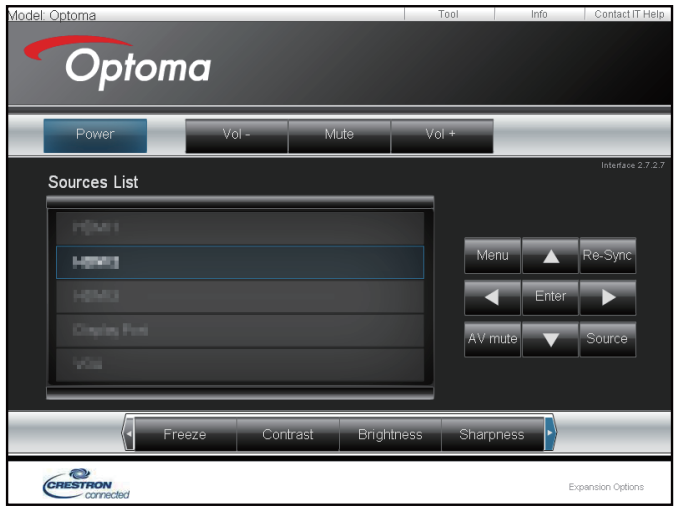 Model: Optoma Tool Info Contact IT Help
Optoma
Power Vol - Mute Vol +
Interface 2.7.2.7
Sources List
Menu Re-Sync
Enter
AV mute Source
Freeze Contrast Brightness Sharpness
CRESTRON
connected
Expansion Options